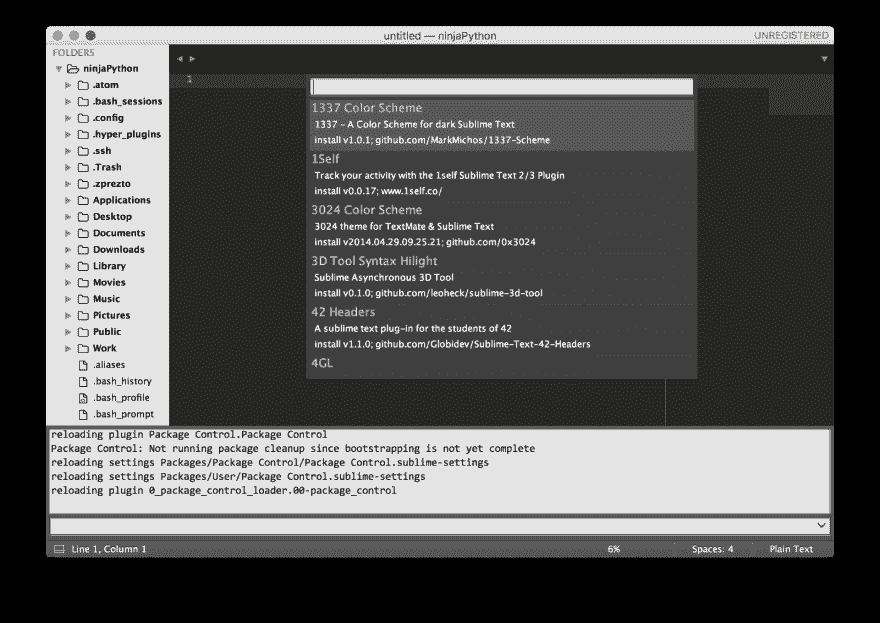 untitled — ninjaPython
UNREGISTERED
FOLDERS
ninjaPython
.atom
.bash_sessions
.config
.hyper_plugins
.ssh
.Trash
.zprezto
Applications
Desktop
Documents
Downloads
Library
Movies
Music
Pictures
Public
Work
.aliases
.bash_history
.bash_profile
.bash_prompt
1
1337 Color Scheme
1337 - A Color Scheme for dark Sublime Text
install v1.0.1; github.com/MarkMichos/1337-Scheme
1Self
Track your activity with the 1self Sublime Text 2/3 Plugin
install v0.0.17; www.1self.co/
3024 Color Scheme
3024 theme for TextMate & Sublime Text
install v2014.04.29.09.25.21; github.com/0x3024
3D Tool Syntax Hilight
Sublime Asynchronous 3D Tool
install v0.1.0; github.com/leoheck/sublime-3d-tool
42 Headers
A sublime text plug-in for the students of 42
install v1.1.0; github.com/Globidev/Sublime-Text-42-Headers
4GL
reloading plugin Package Control.Package Control
Package Control: Not running package cleanup since bootstrapping is not yet complete
reloading settings Packages/Package Control/Package Control.sublime-settings
reloading settings Packages/User/Package Control.sublime-settings
reloading plugin 0_package_control_loader.00-package_control
Line 1, Column 1
6%
Spaces: 4
Plain Text